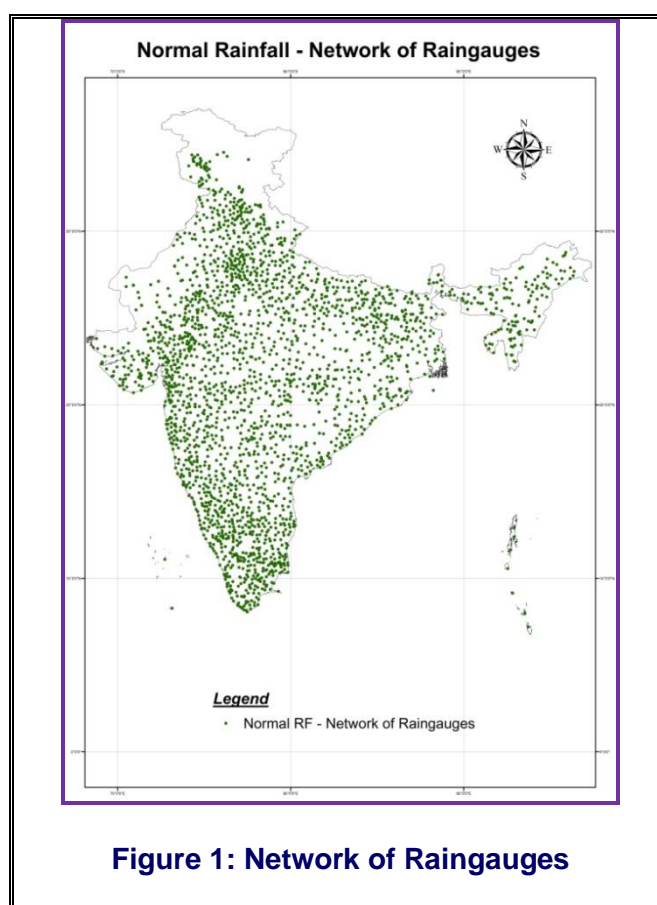 Normal Rainfall - Network of Raingauges
N
W E
S
Legend
Normal RF - Network of Raingauges
Figure 1: Network of Raingauges